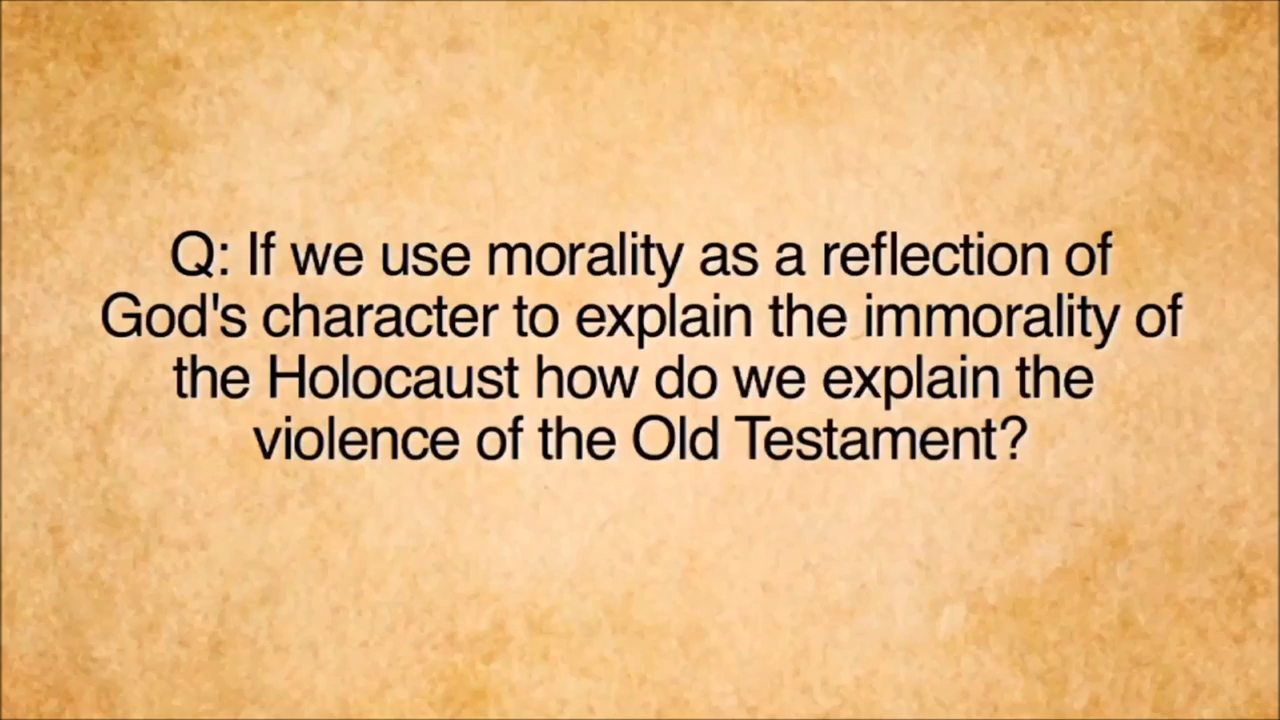 Q: If we use morality as a reflection of
God's character to explain the immorality of
the Holocaust how do we explain the
violence of the Old Testament?